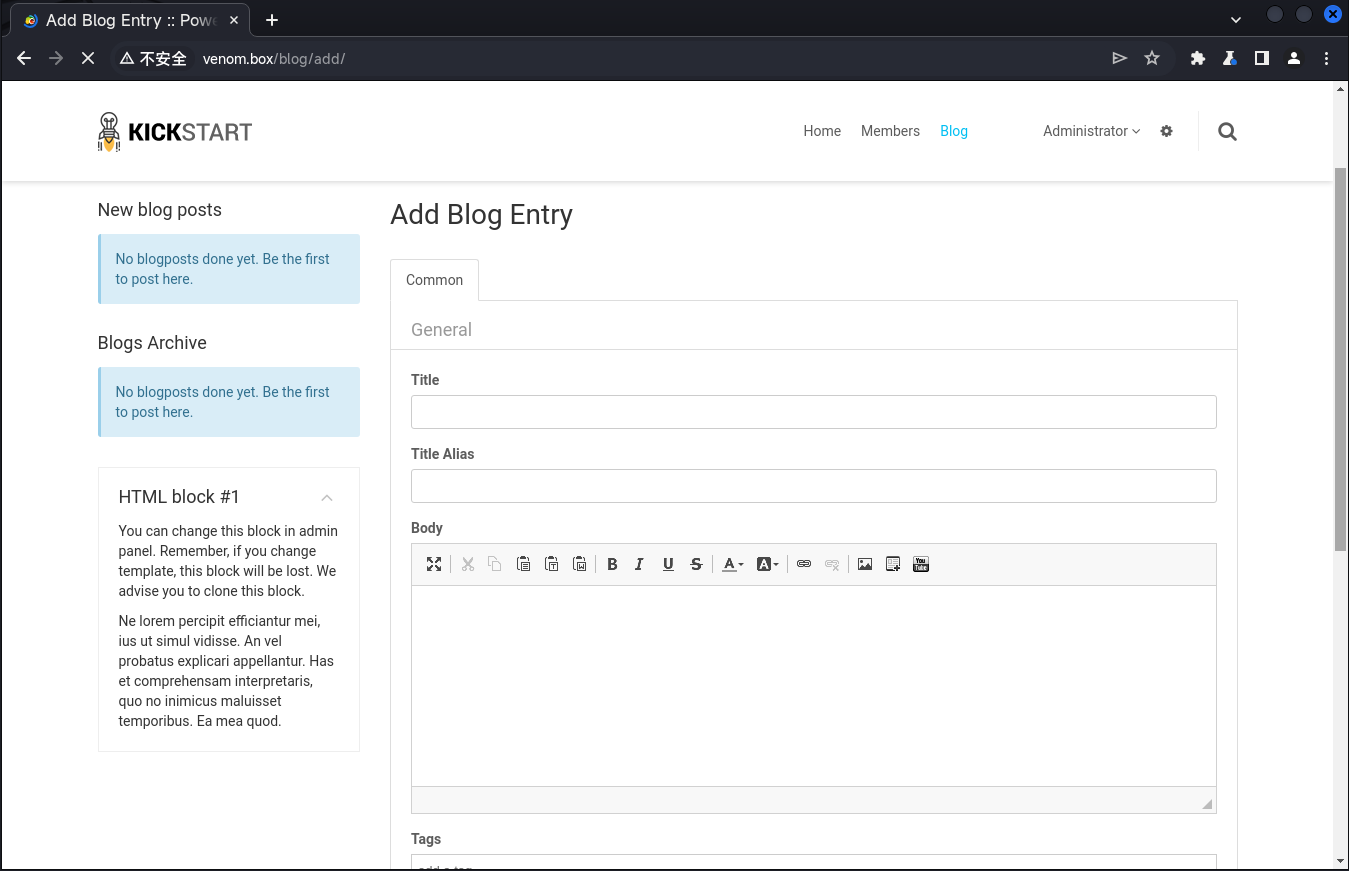 Add Blog Entry :: Powe
不安全
venom.box/blog/add/
KICKSTART
Home
Members
Blog
Administrator
New blog posts
No blogposts done yet. Be the first
to post here.
Blogs Archive
No blogposts done yet. Be the first
to post here.
HTML block #1
You can change this block in admin
panel. Remember, if you change
template, this block will be lost. We
advise you to clone this block.
Ne lorem percipit efficiantur mei,
ius ut simul vidisse. An vel
probatus explicari appellantur. Has
et comprehensam interpretaris,
quo no inimicus maluisset
temporibus. Ea mea quod.
Add Blog Entry
Common
General
Title
Title Alias
Body
B I U S A A
You Tube
Tags
add a tag